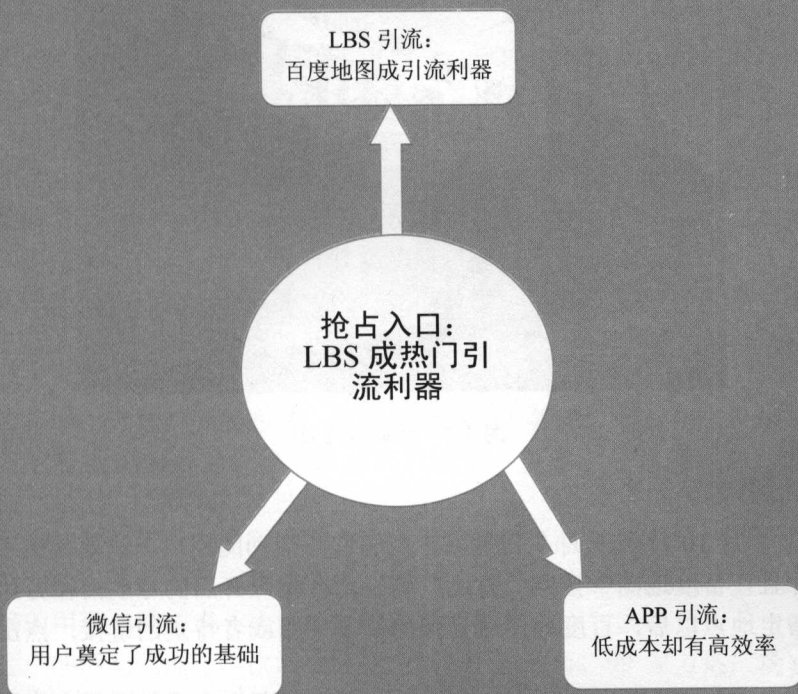 LBS 引流：
百度地图成引流利器
抢占入口：
LBS 成热门引
流利器
微信引流：
用户奠定了成功的基础
APP 引流：
低成本却有高效率